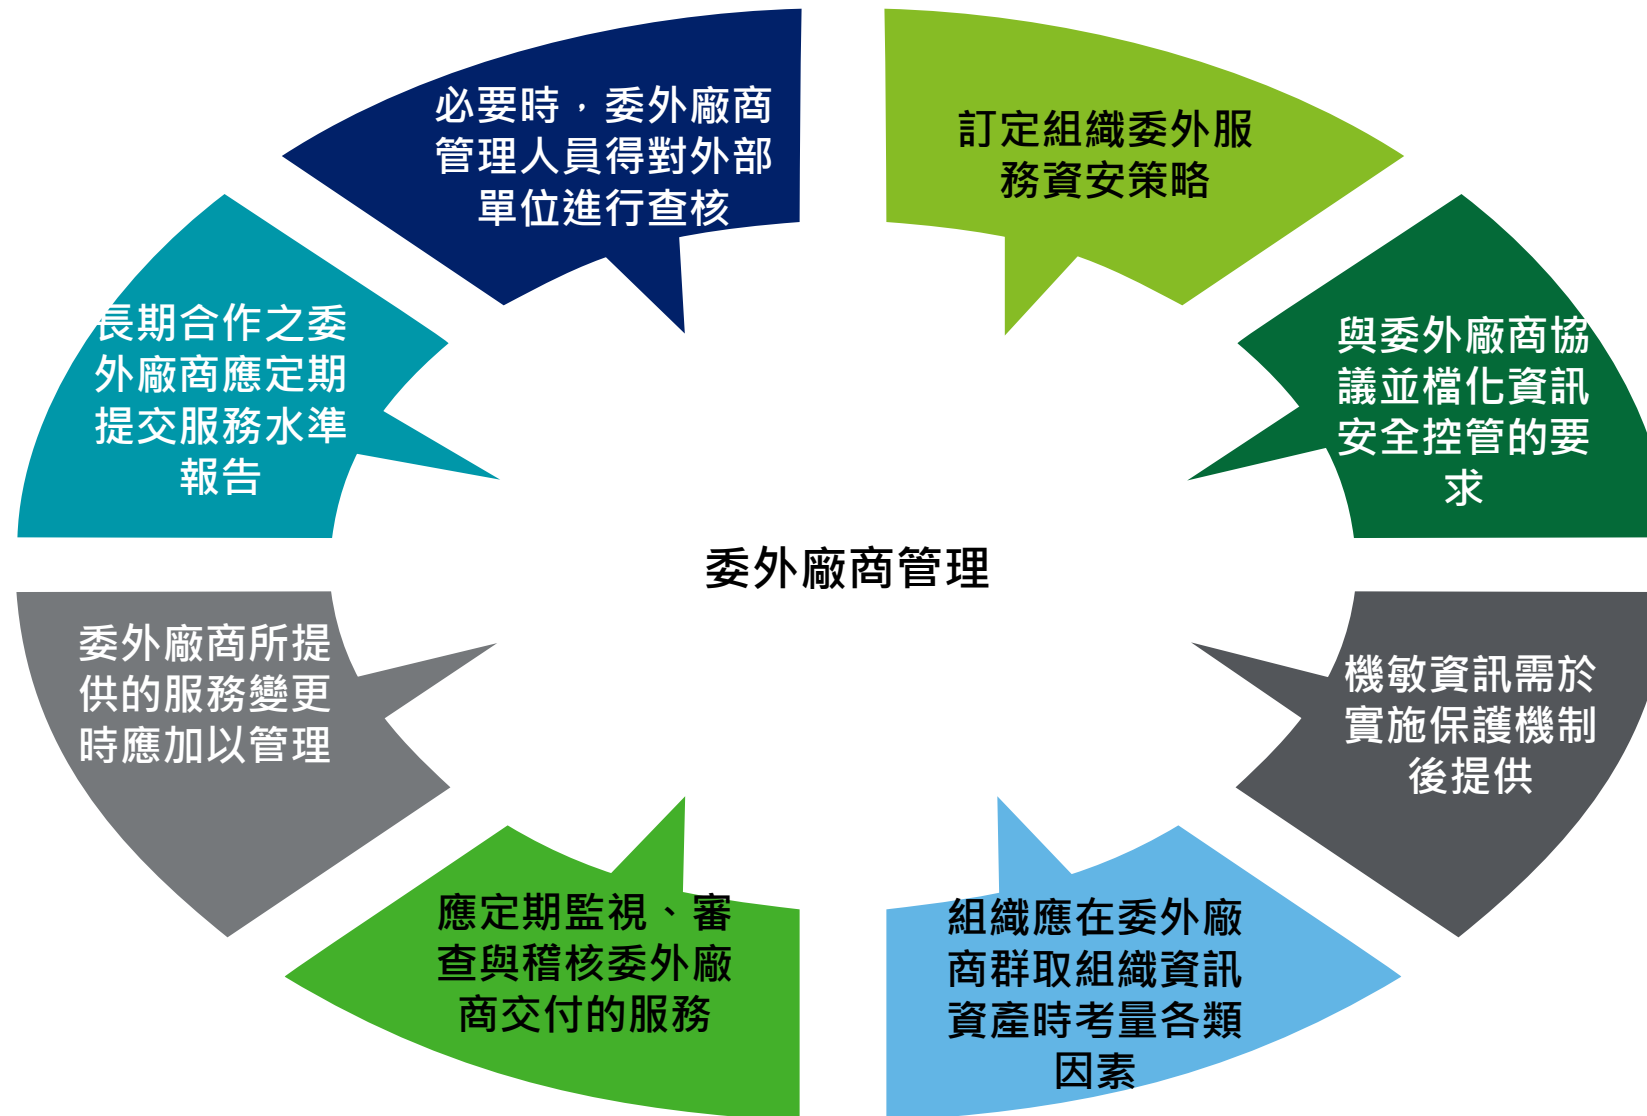 必要時，委外廠商
管理人員得對外部
單位進行查核
訂定組織委外服
務資安策略
長期合作之委
外廠商應定期
提交服務水準
報告
與委外廠商協
議並檔化資訊
安全控管的要
求
委外廠商管理
委外廠商所提
供的服務變更
時應加以管理
機敏資訊需於
實施保護機制
後提供
應定期監視、審
查與稽核委外廠
商交付的服務
組織應在委外廠
商群取組織資訊
資產時考量各類
因素